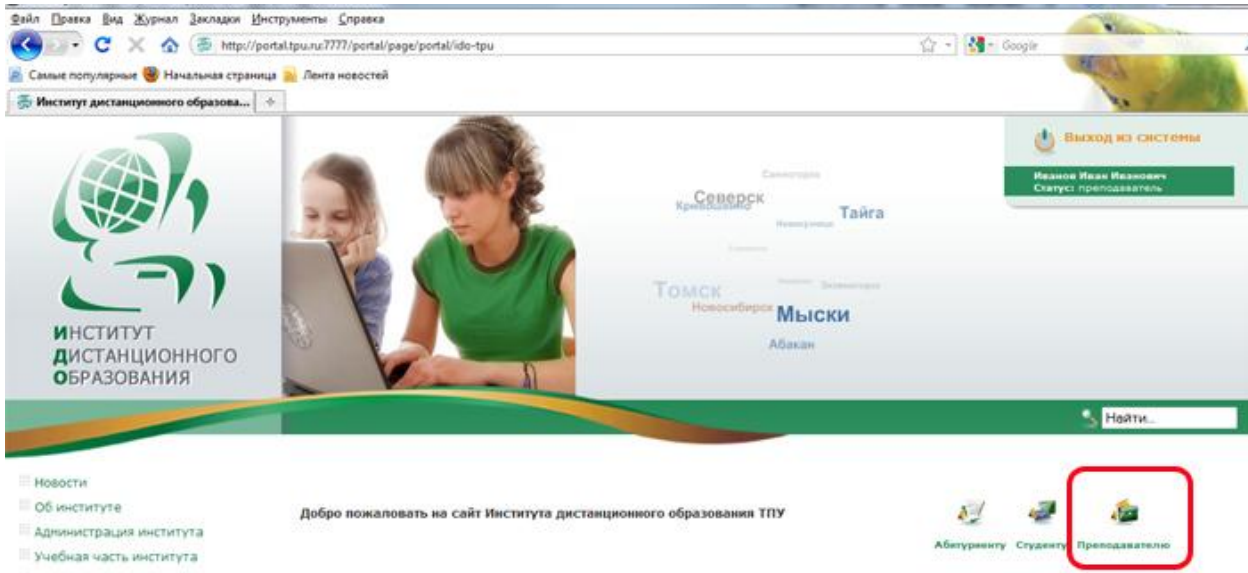 Файл Правка Вид Журнал Закладки Инструменты Справка
http://portal.tpu.ru:7777/portal/page/portal/ido-tpu
Google
Самые популярные Начальная страница Лента новостей
Институт дистанционного образова...
Выход из системы
Иванов Иван Иванович
Статус: преподаватель
Саяногорск
Северск
Кривошеино
Тайга
Томск
Новосибирск
Мыски
Абакан
ИНСТИТУТ
ДИСТАНЦИОННОГО
ОБРАЗОВАНИЯ
Найти...
Новости
Об институте
Администрация института
Учебная часть института
Добро пожаловать на сайт Института дистанционного образования ТПУ
Абитуриенту Студенту Преподавателю